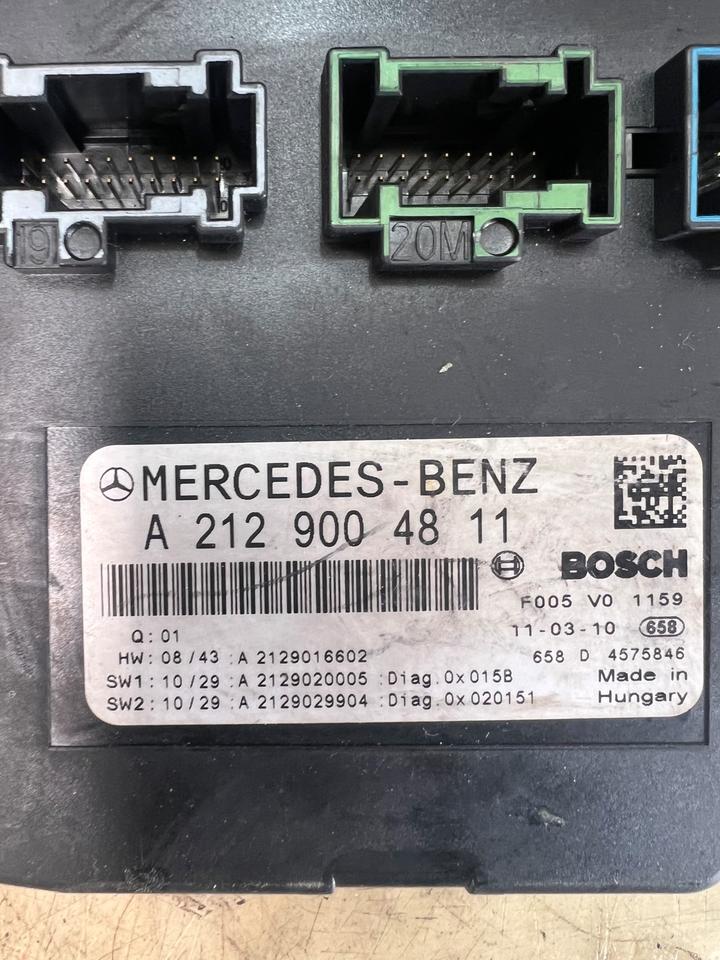 19
20M
MERCEDES-BENZ
A 212 900 48 11
BOSCH
F005 V0 1159
Q: 01
11-03-10 658
HW: 08/43 :A 2129016602
658 D 4575846
SW1: 10/29 :A 2129020005 :Diag.0x015B
Made in
SW2: 10/29 :A 2129029904 :Diag.0x020151
Hungary